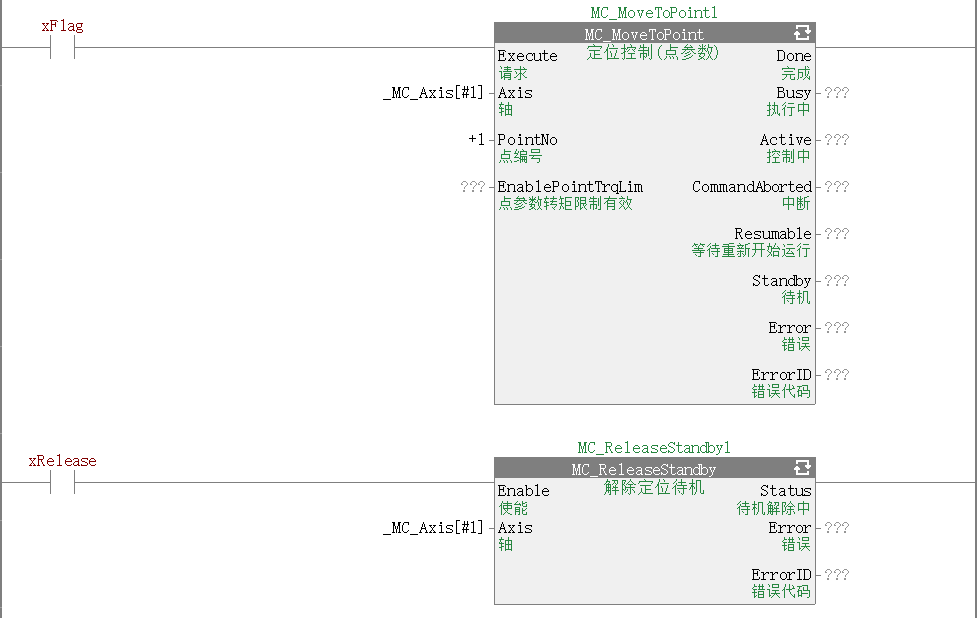 MC_MoveToPoint1
xFlag
MC_MoveToPoint
定位控制(点参数)
Execute Done
请求 完成
_MC_Axis[#1] Axis Busy ???
轴 执行中
+1 PointNo Active ???
点编号 控制中
??? EnablePointTrqLim CommandAborted ???
点参数转矩限制有效 中断
Resumable ???
等待重新开始运行
Standby ???
待机
Error ???
错误
ErrorID ???
错误代码
MC_ReleaseStandby1
xRelease
MC_ReleaseStandby
解除定位待机
Enable Status
使能 待机解除中
_MC_Axis[#1] Axis Error ???
轴 错误
ErrorID ???
错误代码